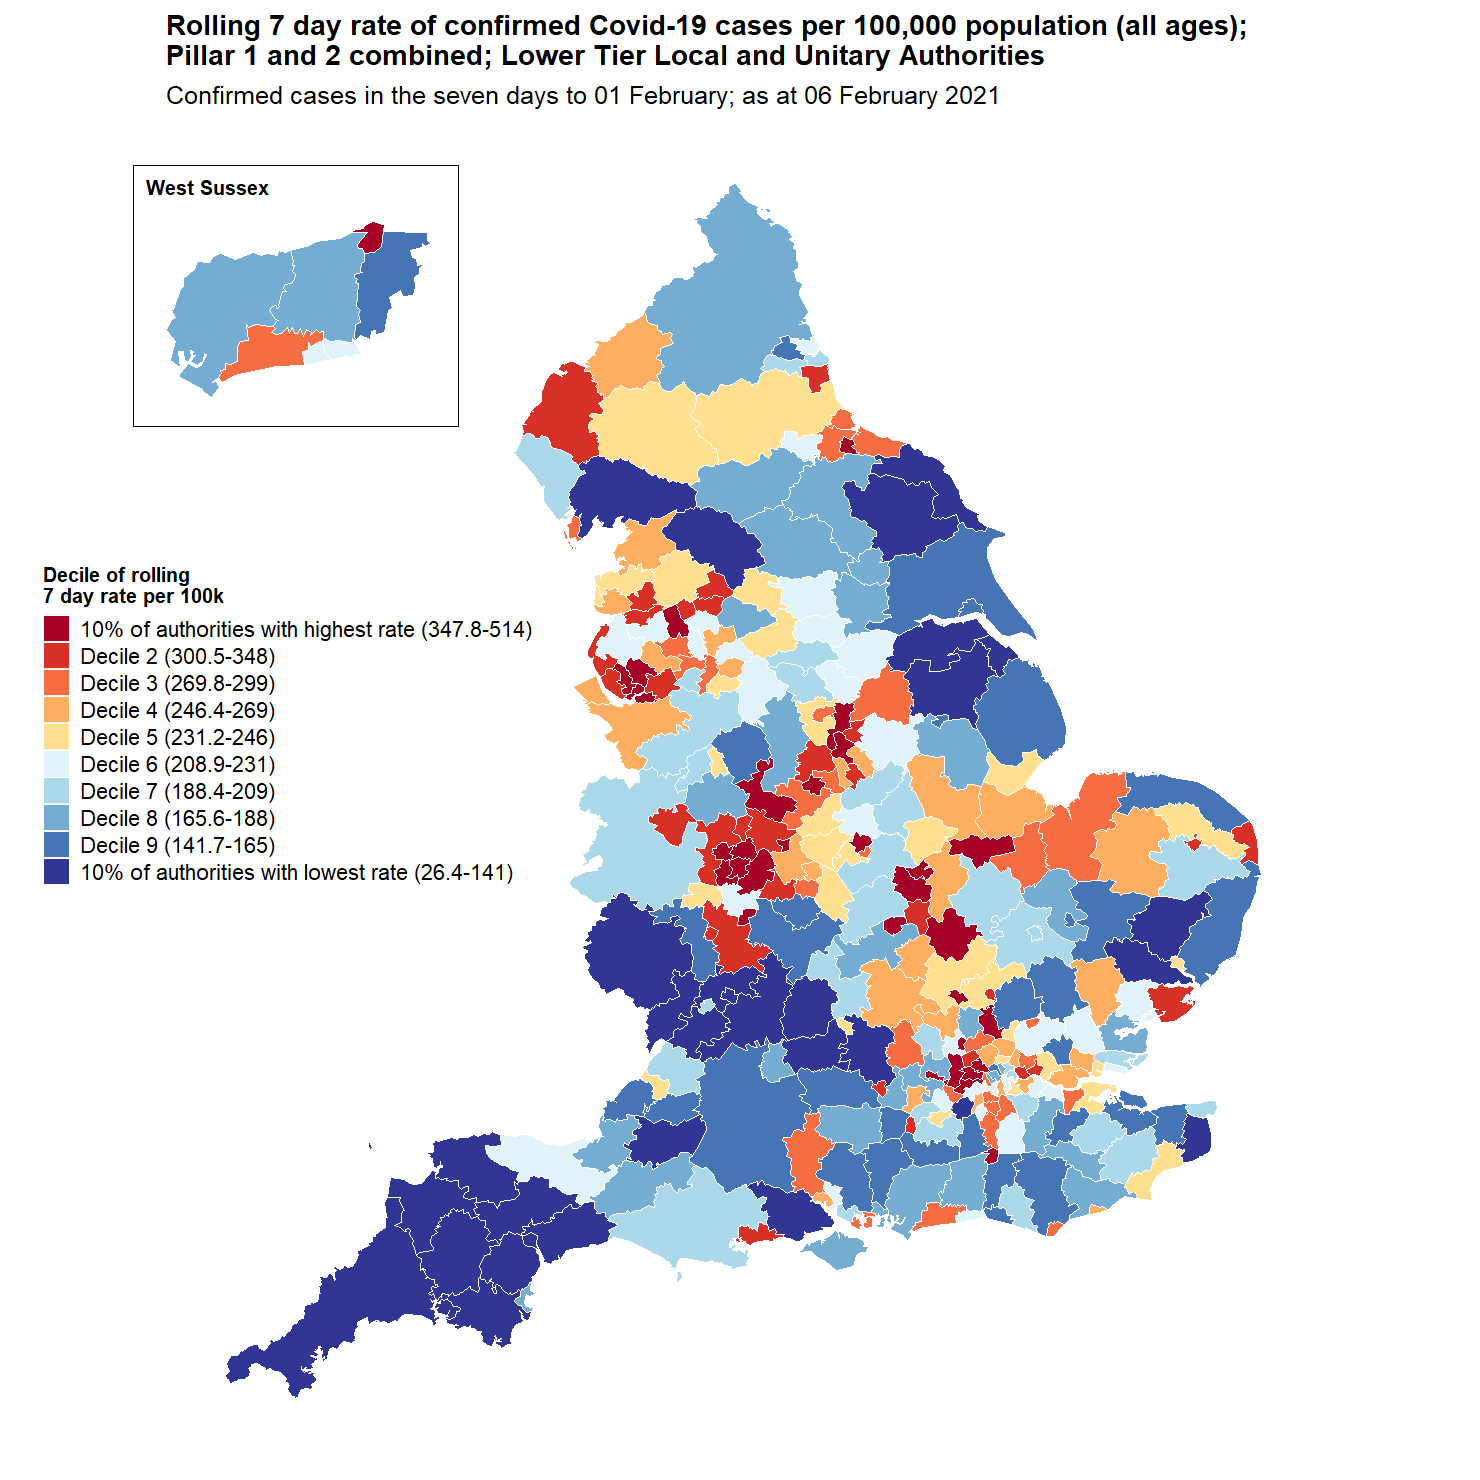 Rolling 7 day rate of confirmed Covid-19 cases per 100,000 population (all ages);
Pillar 1 and 2 combined; Lower Tier Local and Unitary Authorities
Confirmed cases in the seven days to 01 February; as at 06 February 2021
West Sussex
Decile of rolling
7 day rate per 100k
10% of authorities with highest rate (347.8-514)
Decile 2 (300.5-348)
Decile 3 (269.8-299)
Decile 4 (246.4-269)
Decile 5 (231.2-246)
Decile 6 (208.9-231)
Decile 7 (188.4-209)
Decile 8 (165.6-188)
Decile 9 (141.7-165)
10% of authorities with lowest rate (26.4-141)